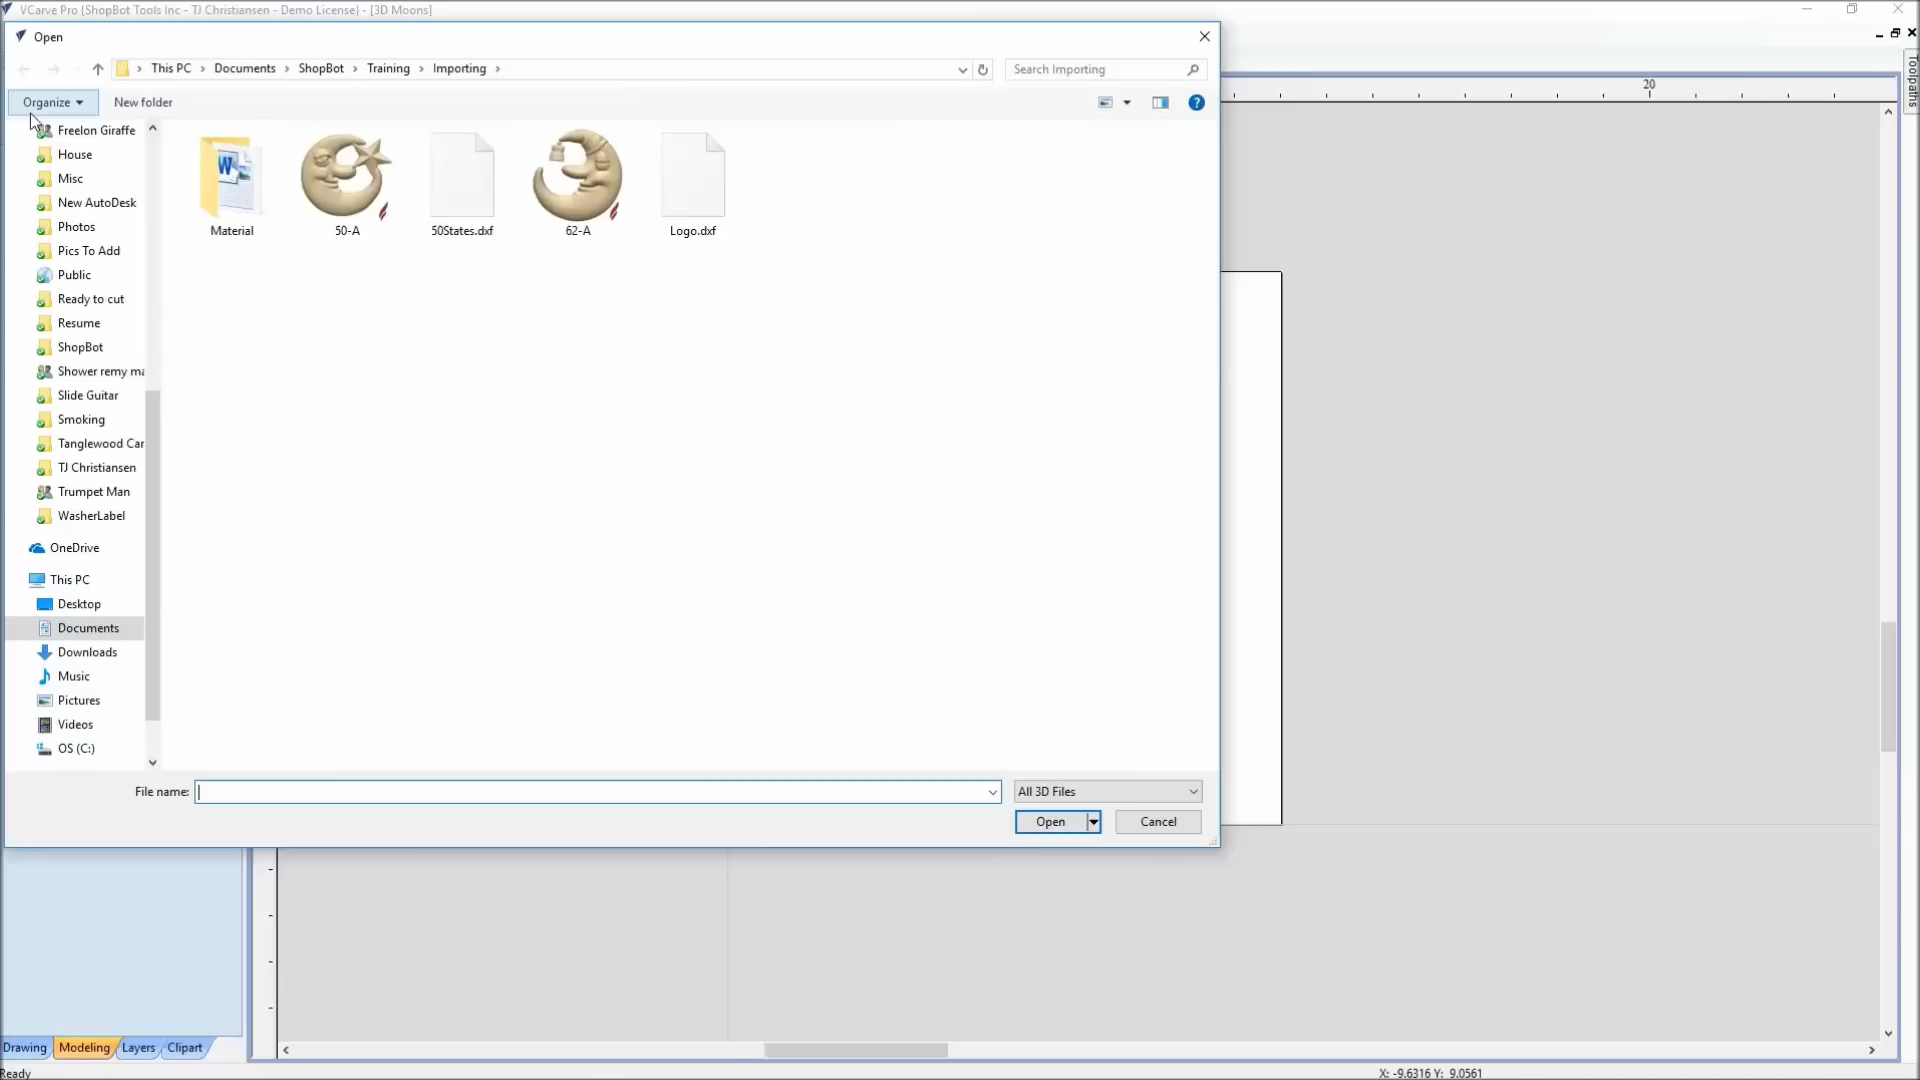 VCarve Pro {ShopBot Tools Inc - TJ Christiansen - Demo License} - [3D Moons]
Open
This PC > Documents > ShopBot > Training > Importing >
Search Importing
Organize
New folder
Freelon Giraffe
House
Misc
New AutoDesk
Photos
Pics To Add
Public
Ready to cut
Resume
ShopBot
Shower remy ma
Slide Guitar
Smoking
Tanglewood Car
TJ Christiansen
Trumpet Man
WasherLabel
OneDrive
This PC
Desktop
Documents
Downloads
Music
Pictures
Videos
OS (C:)
Material
50-A
50States.dxf
62-A
Logo.dxf
20
Toolpaths
File name:
All 3D Files
Open
Cancel
Drawing
Modeling
Layers
Clipart
Ready
X: -9.6316 Y: 9.0561